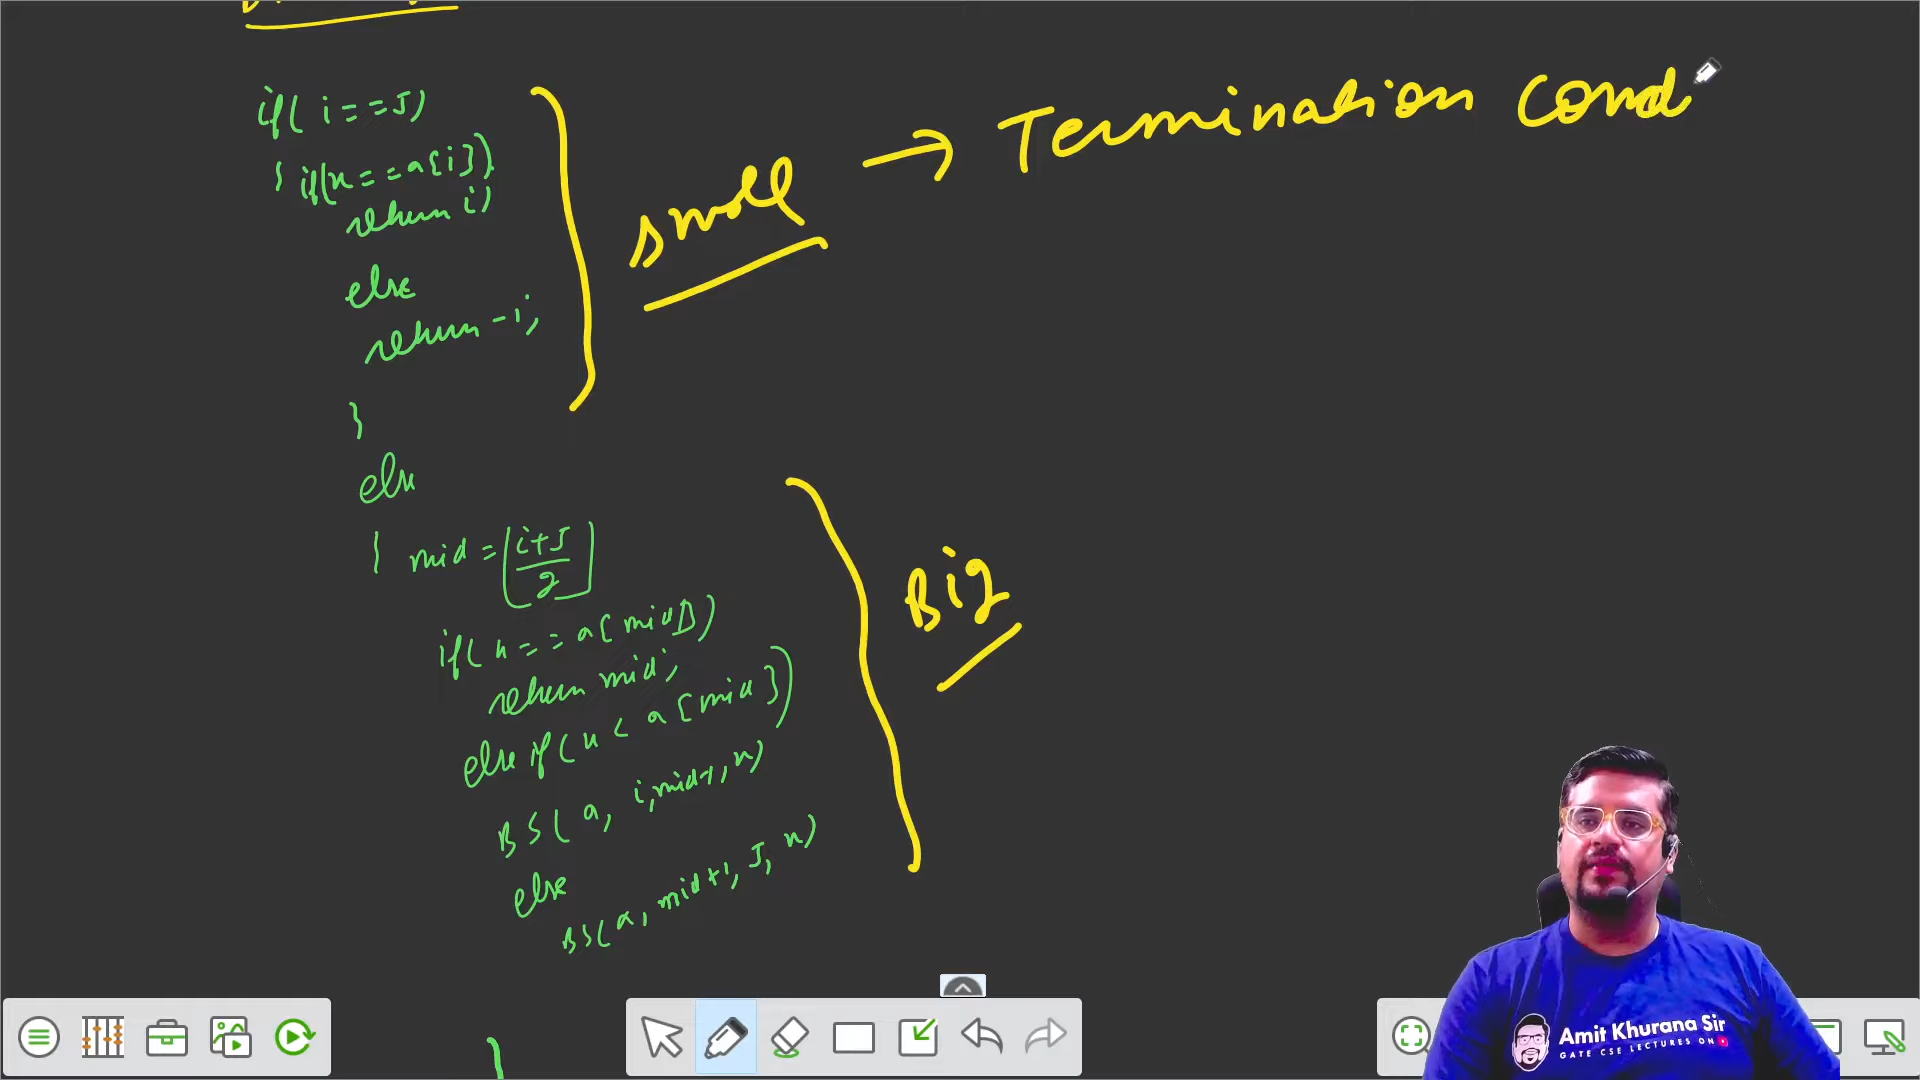 if( i==J)
{ if(x==a[i])
return i)
else
return -i;
}
else
{ mid = [i+J/2]
if( x==a[mid])
return mid;
else if( x < a[mid])
BS( a, i, mid-1, x)
else
BS( a, mid+1, J, x)
}
small → Termination cond
Big
Amit Khurana Sir
GATE CSE LECTURES ON